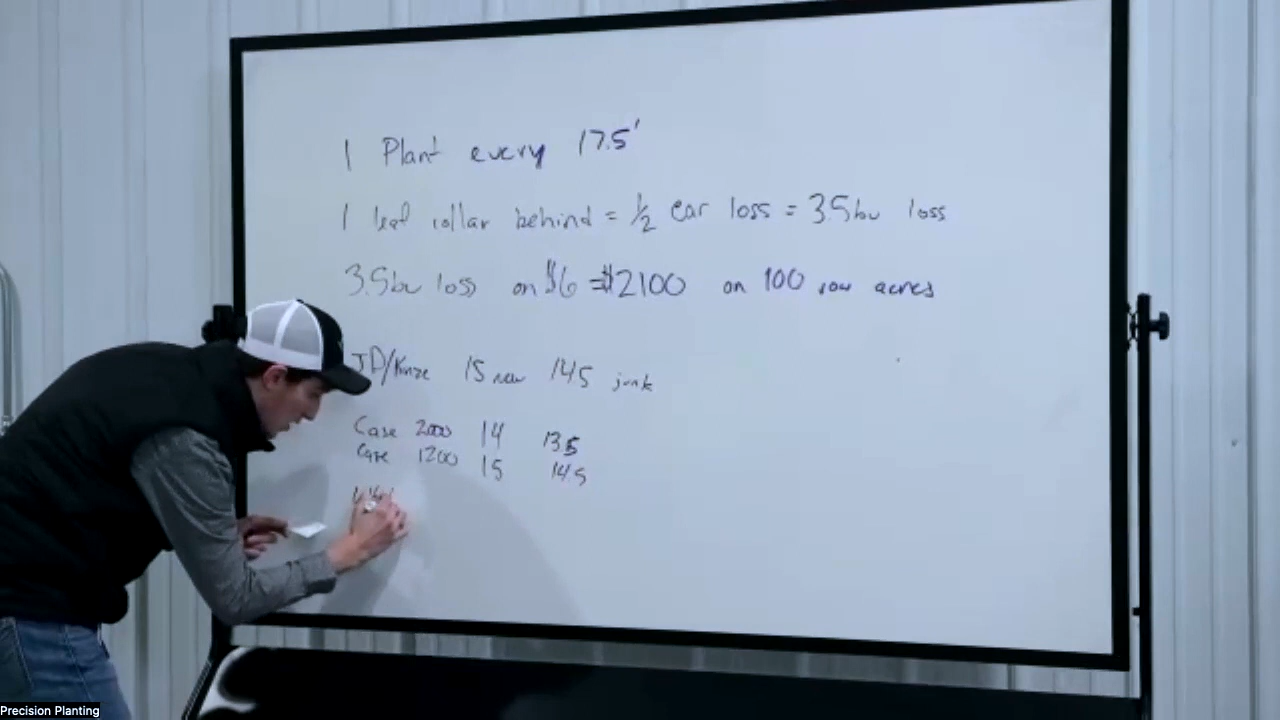 1 Plant every 17.5'
1 leaf collar behind = 1/2 ear loss = 3.5bu loss
3.5bu loss on $6 = $2100 on 100 row acres
JD/Kinze 15 new 14.5 junk
Case 2000 14 13.5
Case 1200 15 14.5
Precision Planting